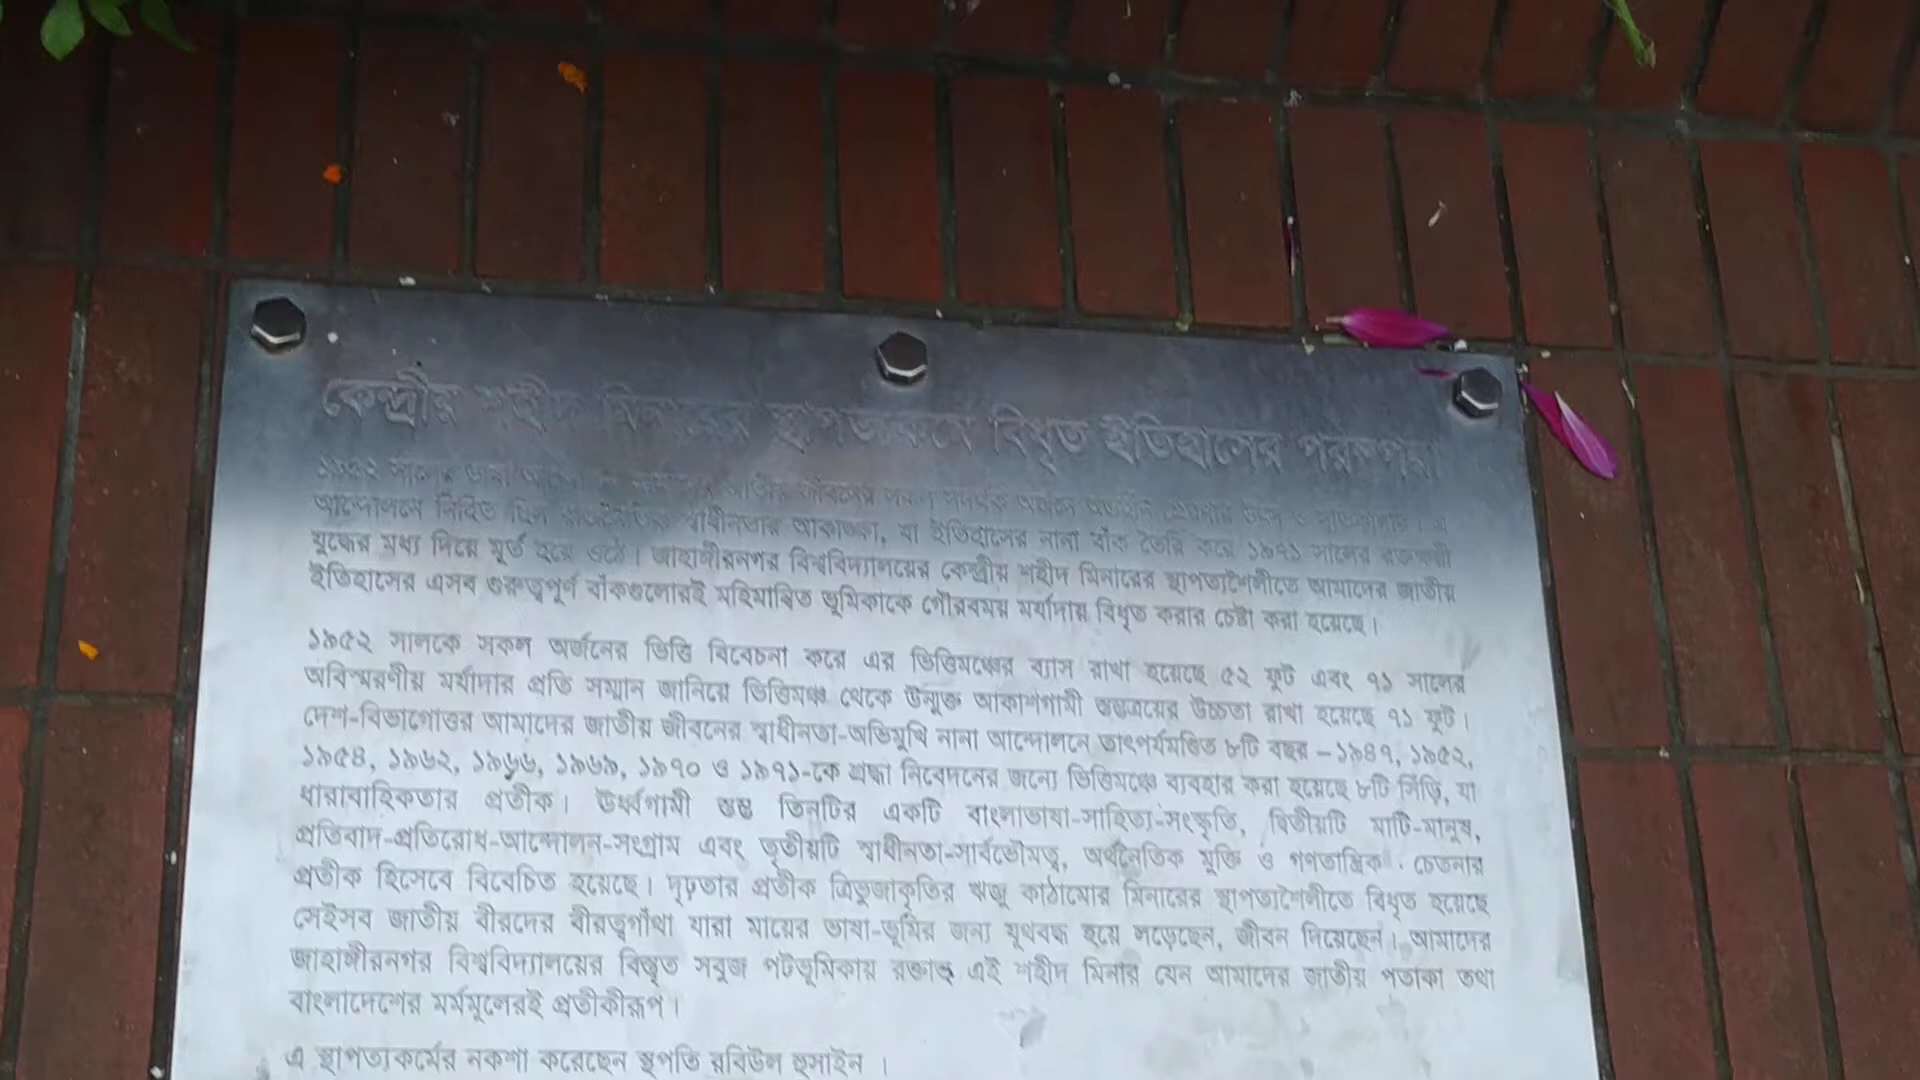 কেন্দ্রীয় শহীদ মিনারের স্থাপত্যকর্মে বিধৃত ইতিহাসের পরম্পরা
১৯৫২ সালের ভাষা
আন্দোলনে নিহিত ছিল রাজনৈতিক স্বাধীনতার আকাঙ্ক্ষা, যা ইতিহাসের নানা বাঁক তৈরি করে ১৯৭১ সালের রক্তক্ষয়ী
যুদ্ধের মধ্য দিয়ে মূর্ত হয়ে ওঠে। জাহাঙ্গীরনগর বিশ্ববিদ্যালয়ের কেন্দ্রীয় শহীদ মিনারের স্থাপত্যশৈলীতে আমাদের জাতীয়
ইতিহাসের এসব গুরুত্বপূর্ণ বাঁকগুলোরই মহিমান্বিত ভূমিকাকে গৌরবময় মর্যাদায় বিধৃত করার চেষ্টা করা হয়েছে।
১৯৫২ সালকে সকল অর্জনের ভিত্তি বিবেচনা করে এর ভিত্তিমঞ্চের ব্যাস রাখা হয়েছে ৫২ ফুট এবং ৭১ সালের
অবিস্মরণীয় মর্যাদার প্রতি সম্মান জানিয়ে ভিত্তিমঞ্চ থেকে উন্মুক্ত আকাশগামী স্তম্ভত্রয়ের উচ্চতা রাখা হয়েছে ৭১ ফুট।
দেশ-বিভাগোত্তর আমাদের জাতীয় জীবনের স্বাধীনতা-অভিমুখি নানা আন্দোলনে তাৎপর্যমণ্ডিত ৮টি বছর – ১৯৪৭, ১৯৫২,
১৯৫৪, ১৯৬২, ১৯৬৬, ১৯৬৯, ১৯৭০ ও ১৯৭১-কে শ্রদ্ধা নিবেদনের জন্যে ভিত্তিমঞ্চে ব্যবহার করা হয়েছে ৮টি সিঁড়ি, যা
ধারাবাহিকতার প্রতীক। ঊর্ধ্বগামী স্তম্ভ তিনটির একটি বাংলাভাষা-সাহিত্য-সংস্কৃতি, দ্বিতীয়টি মাটি-মানুষ,
প্রতিবাদ-প্রতিরোধ-আন্দোলন-সংগ্রাম এবং তৃতীয়টি স্বাধীনতা-সার্বভৌমত্ব, অর্থনৈতিক মুক্তি ও গণতান্ত্রিক চেতনার
প্রতীক হিসেবে বিবেচিত হয়েছে। দৃঢ়তার প্রতীক ত্রিভুজাকৃতির ঋজু কাঠামোর মিনারের স্থাপত্যশৈলীতে বিধৃত হয়েছে
সেইসব জাতীয় বীরদের বীরত্বগাঁথা যারা মায়ের ভাষা-ভূমির জন্য যূথবদ্ধ হয়ে লড়েছেন, জীবন দিয়েছেন। আমাদের
জাহাঙ্গীরনগর বিশ্ববিদ্যালয়ের বিস্তৃত সবুজ পটভূমিকায় রক্তাক্ত এই শহীদ মিনার যেন আমাদের জাতীয় পতাকা তথা
বাংলাদেশের মর্মমূলেরই প্রতীকীরূপ।
এ স্থাপত্যকর্মের নকশা করেছেন স্থপতি রবিউল হুসাইন ।